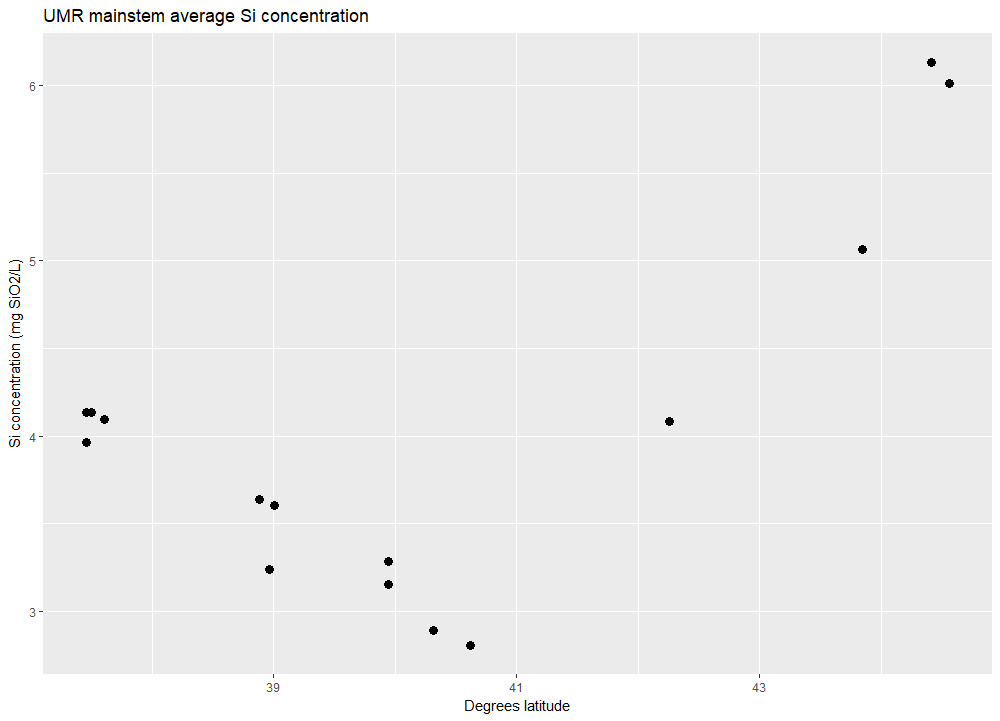 UMR mainstem average Si concentration
Si concentration (mg SiO2/L)
6
5
4
3
39
41
43
Degrees latitude